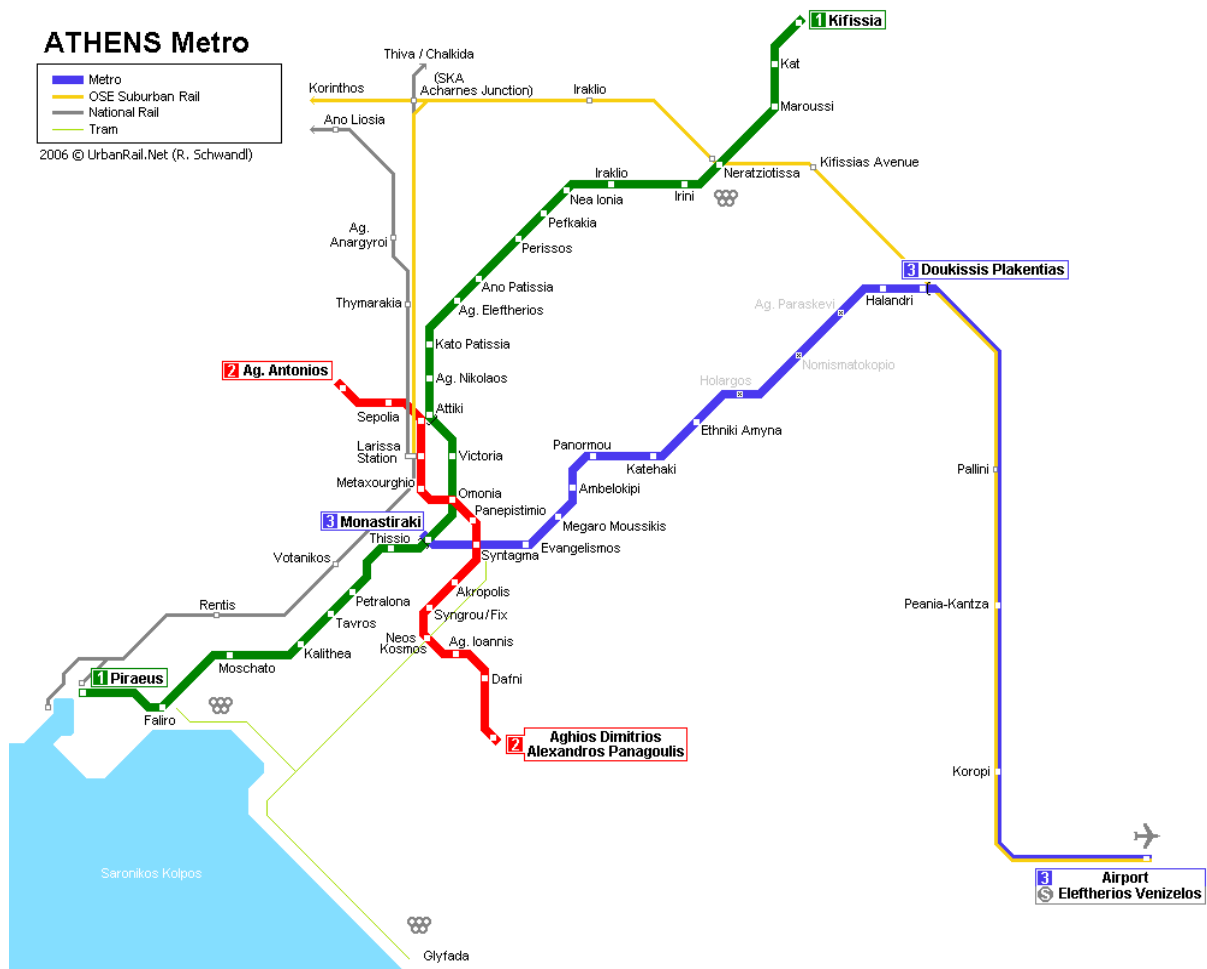 ATHENS Metro
Metro
OSE Suburban Rail
National Rail
Tram
2006 © UrbanRail.Net (R. Schwandl)
1 Kifissia
Kat
Maroussi
Thiva / Chalkida
(SKA
Acharnes Junction)
Korinthos
Iraklio
Ano Liosia
Kifissias Avenue
Neratziotissa
Iraklio
Irini
Nea Ionia
Pefkakia
Perissos
Ag.
Anargyroi
Ano Patissia
Ag. Eleftherios
Thymarakia
3 Doukissis Plakentias
Halandri
Ag. Paraskevi
Nomismatokopio
Holargos
Kato Patissia
2 Ag. Antonios
Ag. Nikolaos
Sepolia
Attiki
Ethniki Amyna
Larissa
Station
Victoria
Panormou
Katehaki
Pallini
Metaxourghio
Omonia
Ambelokipi
Panepistimio
3 Monastiraki
Megaro Moussikis
Thissio
Syntagma
Evangelismos
Votanikos
Akropolis
Petralona
Rentis
Tavros
Syngrou/Fix
Peania-Kantza
Neos
Kosmos
Ag. Ioannis
Kalithea
Moschato
1 Piraeus
Dafni
Faliro
2 Aghios Dimitrios
Alexandros Panagoulis
Koropi
Saronikos Kolpos
3 Airport
S Eleftherios Venizelos
Glyfada